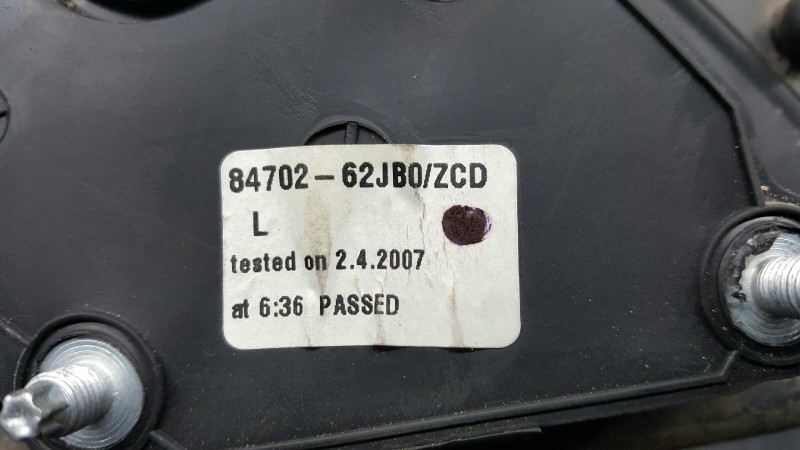 84702-62JB0/ZCD
L
tested on 2.4.2007
at 6:36 PASSED